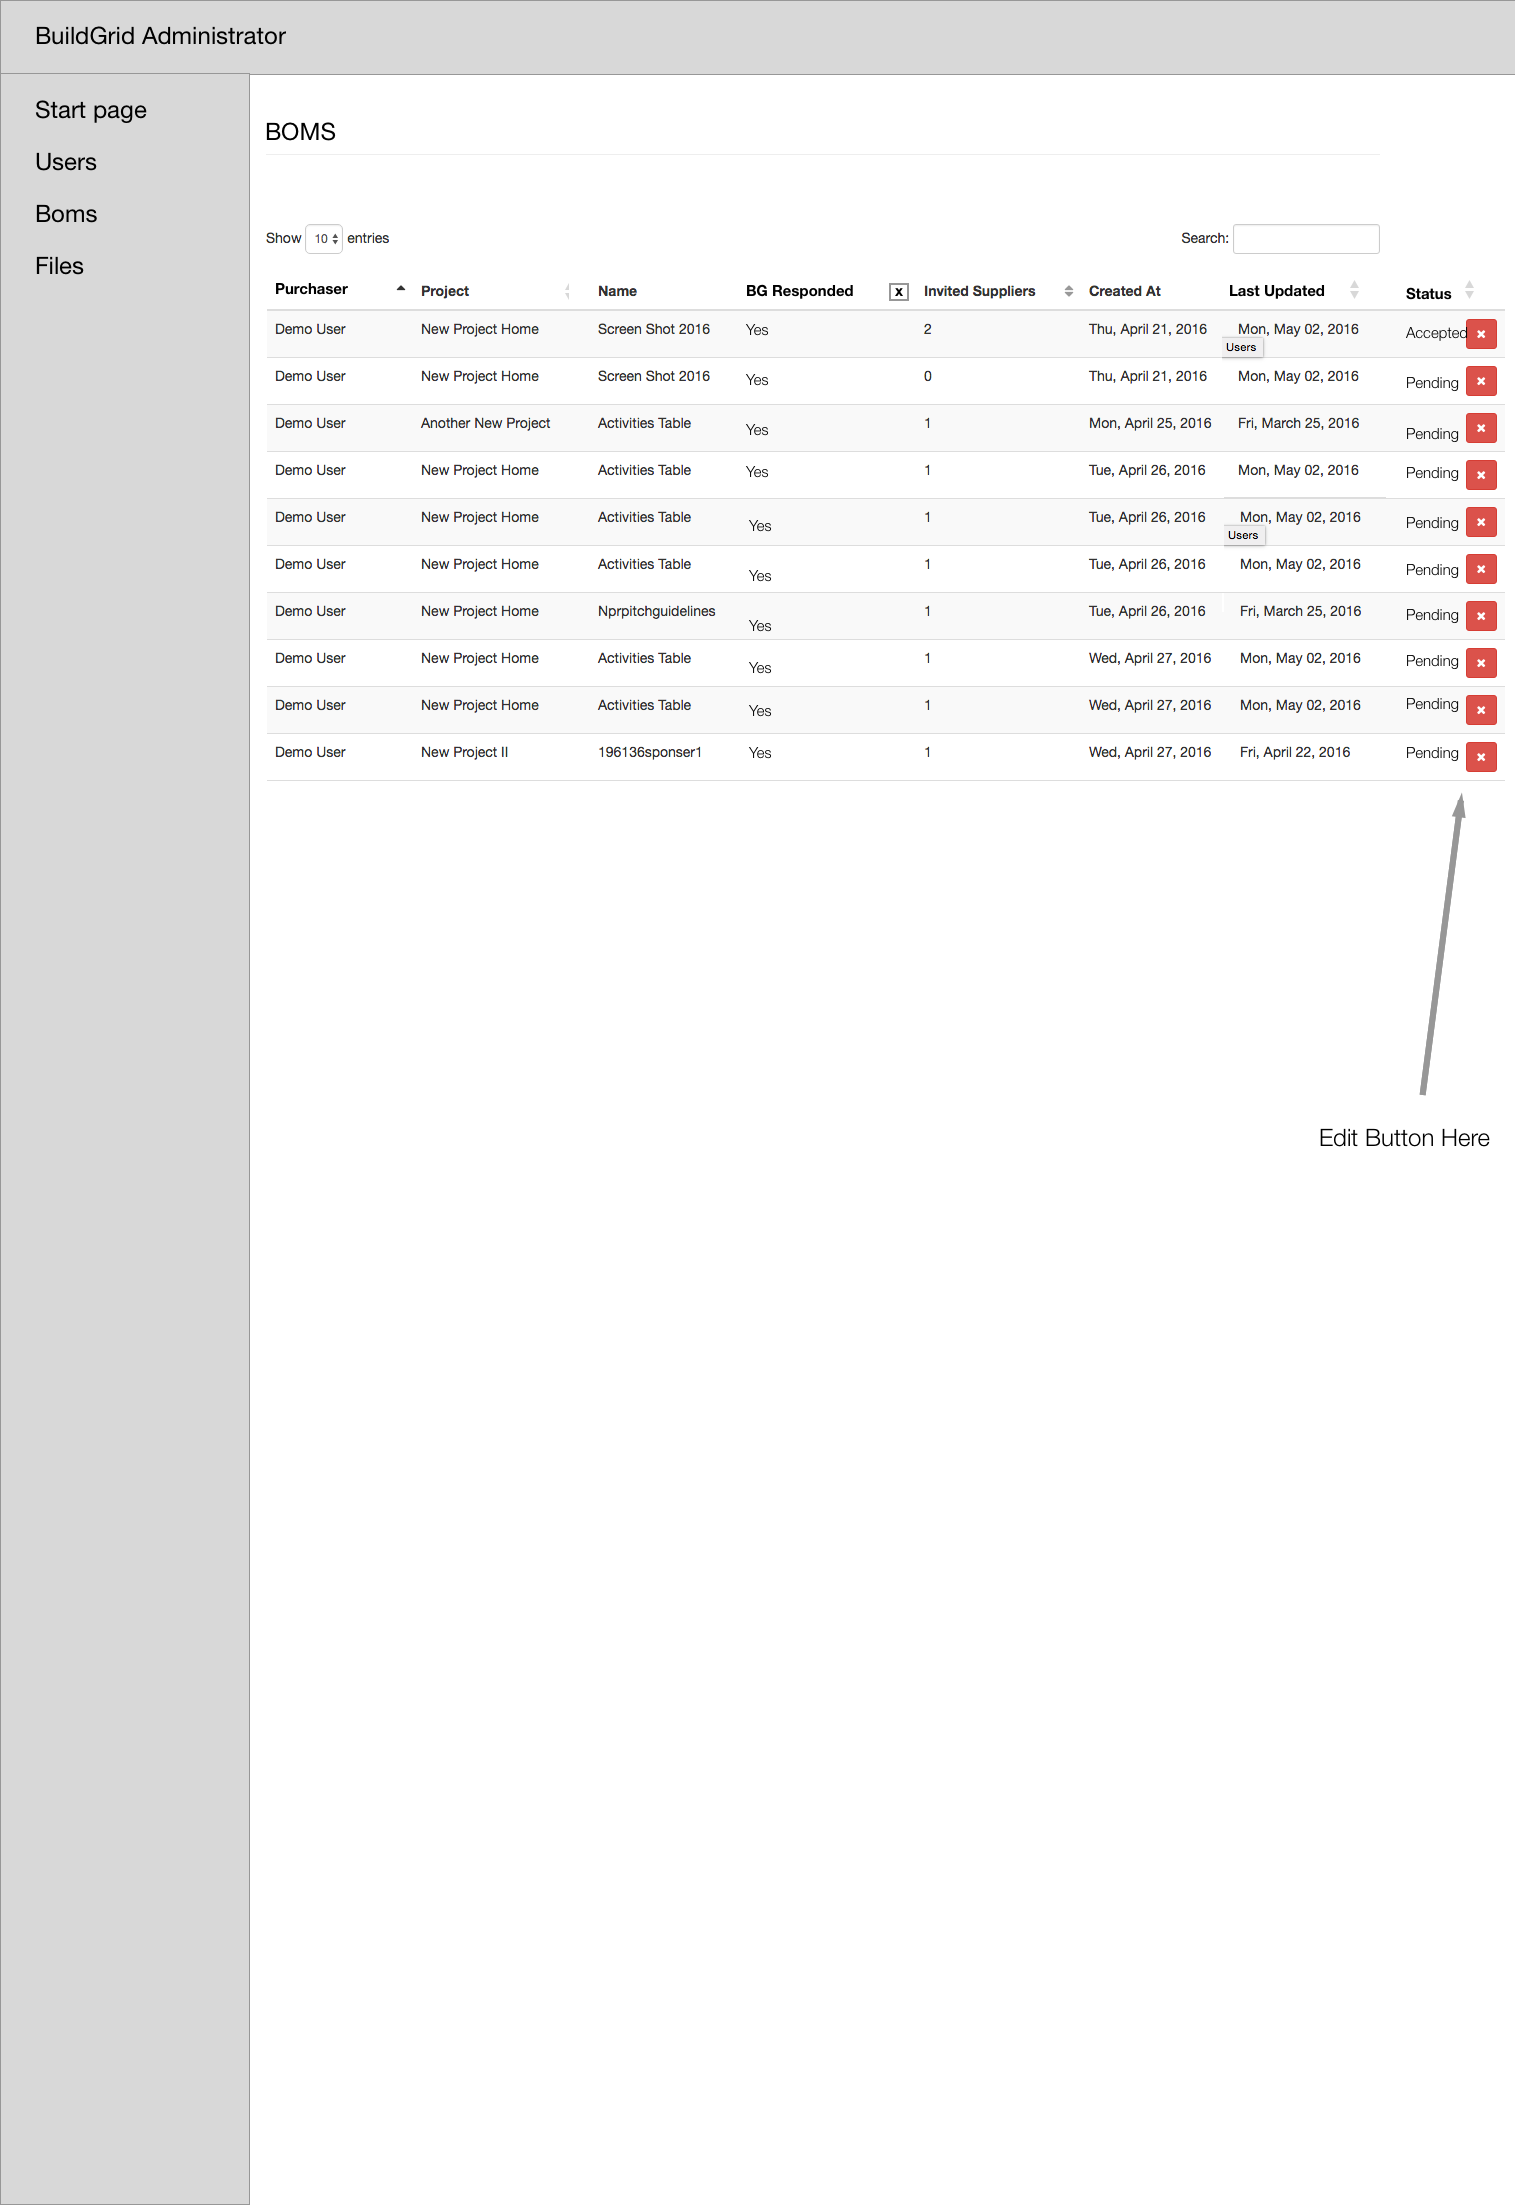 BuildGrid Administrator
Start page
Users
Boms
Files
BOMS
Show 10 entries Search:
Purchaser Project Name BG Responded x Invited Suppliers Created At Last Updated Status
Demo User New Project Home Screen Shot 2016 Yes 2 Thu, April 21, 2016 Mon, May 02, 2016 Accepted
Users
Demo User New Project Home Screen Shot 2016 Yes 0 Thu, April 21, 2016 Mon, May 02, 2016 Pending
Demo User Another New Project Activities Table Yes 1 Mon, April 25, 2016 Fri, March 25, 2016 Pending
Demo User New Project Home Activities Table Yes 1 Tue, April 26, 2016 Mon, May 02, 2016 Pending
Demo User New Project Home Activities Table Yes 1 Tue, April 26, 2016 Mon, May 02, 2016 Pending
Users
Demo User New Project Home Activities Table Yes 1 Tue, April 26, 2016 Mon, May 02, 2016 Pending
Demo User New Project Home Nprpitchguidelines Yes 1 Tue, April 26, 2016 Fri, March 25, 2016 Pending
Demo User New Project Home Activities Table Yes 1 Wed, April 27, 2016 Mon, May 02, 2016 Pending
Demo User New Project Home Activities Table Yes 1 Wed, April 27, 2016 Mon, May 02, 2016 Pending
Demo User New Project II 196136sponser1 Yes 1 Wed, April 27, 2016 Fri, April 22, 2016 Pending
Edit Button Here